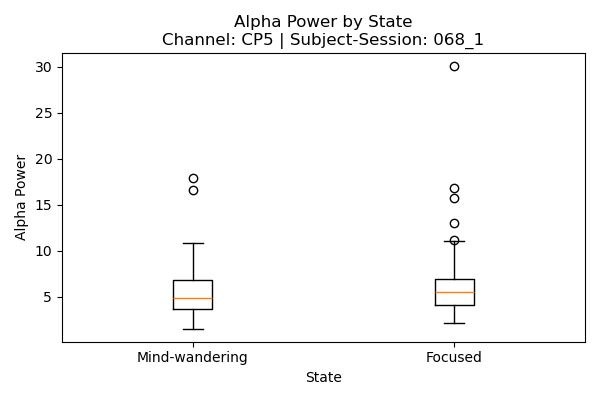 Alpha Power by State
Channel: CP5 | Subject-Session: 068_1
Alpha Power
30
25
20
15
10
5
Mind-wandering
Focused
State